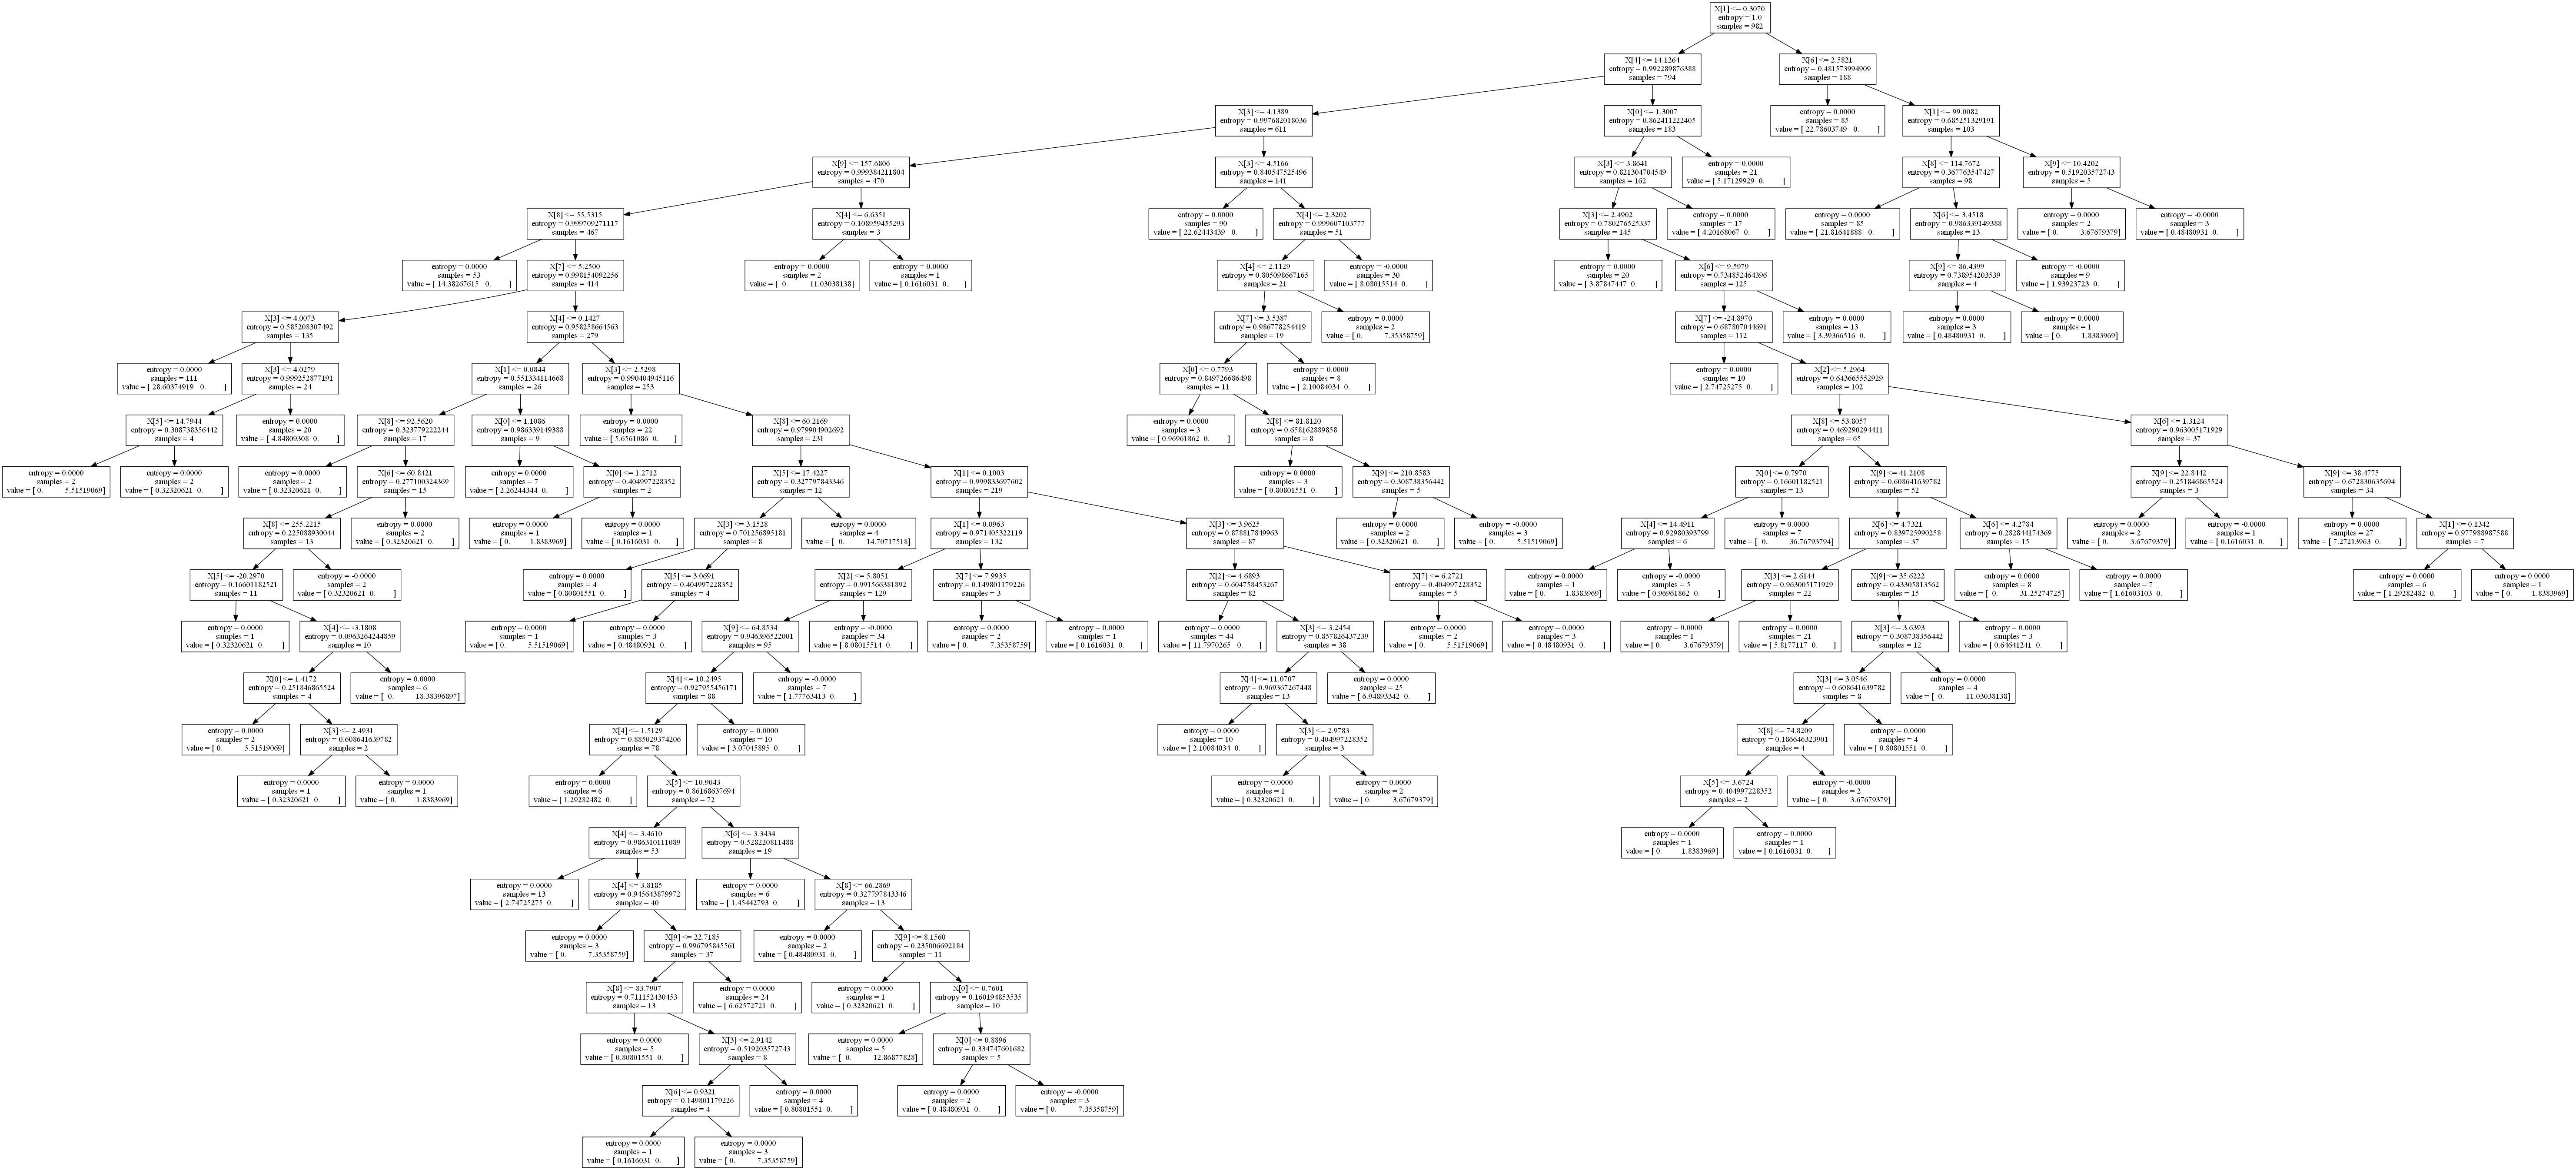 X[1] <= 0.3070
entropy = 1.0
samples = 982
X[4] <= 14.1264
entropy = 0.992289876388
samples = 794
X[6] <= 2.5821
entropy = 0.481573994909
samples = 188
X[3] <= 4.1389
entropy = 0.997682018036
samples = 611
X[0] <= 1.3007
entropy = 0.862411222405
samples = 183
entropy = 0.0000
samples = 85
value = [ 22.78603749 0. ]
X[1] <= 99.0082
entropy = 0.685251329191
samples = 103
X[9] <= 157.6806
entropy = 0.999384211804
samples = 470
X[3] <= 4.5166
entropy = 0.840547525496
samples = 141
X[3] <= 3.8641
entropy = 0.821304704549
samples = 162
entropy = 0.0000
samples = 21
value = [ 5.17129929 0. ]
X[8] <= 114.7672
entropy = 0.367763547427
samples = 98
X[9] <= 10.4202
entropy = 0.519203572743
samples = 5
X[8] <= 55.5315
entropy = 0.999709271117
samples = 467
X[4] <= 6.6351
entropy = 0.108959455293
samples = 3
entropy = 0.0000
samples = 90
value = [ 22.62443439 0. ]
X[4] <= 2.3202
entropy = 0.999607103777
samples = 51
X[3] <= 2.4902
entropy = 0.780276525337
samples = 145
entropy = 0.0000
samples = 17
value = [ 4.20168067 0. ]
entropy = 0.0000
samples = 85
value = [ 21.81641888 0. ]
X[6] <= 3.4518
entropy = 0.986339149388
samples = 13
entropy = 0.0000
samples = 2
value = [ 0. 3.67679379]
entropy = -0.0000
samples = 3
value = [ 0.48480931 0. ]
entropy = 0.0000
samples = 53
value = [ 14.38267615 0. ]
X[7] <= 5.2500
entropy = 0.998154092256
samples = 414
entropy = 0.0000
samples = 2
value = [ 0. 11.03038138]
entropy = 0.0000
samples = 1
value = [ 0.1616031 0. ]
X[4] <= 2.1129
entropy = 0.805098667165
samples = 21
entropy = -0.0000
samples = 30
value = [ 8.08015514 0. ]
entropy = 0.0000
samples = 20
value = [ 3.87847447 0. ]
X[6] <= 9.5979
entropy = 0.734852464396
samples = 125
X[9] <= 86.4399
entropy = 0.738954203539
samples = 4
entropy = -0.0000
samples = 9
value = [ 1.93923723 0. ]
X[3] <= 4.0073
entropy = 0.585208307492
samples = 135
X[4] <= 0.1427
entropy = 0.958258664563
samples = 279
X[7] <= 3.5387
entropy = 0.986778254419
samples = 19
entropy = 0.0000
samples = 2
value = [ 0. 7.35358759]
X[7] <= -24.8970
entropy = 0.687807044691
samples = 112
entropy = 0.0000
samples = 13
value = [ 3.39366516 0. ]
entropy = 0.0000
samples = 3
value = [ 0.48480931 0. ]
entropy = 0.0000
samples = 1
value = [ 0. 1.8383969]
entropy = 0.0000
samples = 111
value = [ 28.60374919 0. ]
X[3] <= 4.0279
entropy = 0.999252877191
samples = 24
X[1] <= 0.0844
entropy = 0.551334114668
samples = 26
X[3] <= 2.5298
entropy = 0.990404945116
samples = 253
X[0] <= 0.7793
entropy = 0.849726686498
samples = 11
entropy = 0.0000
samples = 8
value = [ 2.10084034 0. ]
entropy = 0.0000
samples = 10
value = [ 2.74725275 0. ]
X[2] <= 5.2964
entropy = 0.643665552929
samples = 102
X[5] <= 14.7944
entropy = 0.308738356442
samples = 4
entropy = 0.0000
samples = 20
value = [ 4.84809308 0. ]
X[8] <= 92.5620
entropy = 0.323779222244
samples = 17
X[0] <= 1.1086
entropy = 0.986339149388
samples = 9
entropy = 0.0000
samples = 22
value = [ 5.6561086 0. ]
X[8] <= 60.2169
entropy = 0.979904902692
samples = 231
entropy = 0.0000
samples = 3
value = [ 0.96961862 0. ]
X[8] <= 81.8120
entropy = 0.658162889858
samples = 8
X[8] <= 53.8057
entropy = 0.469290294411
samples = 65
X[6] <= 1.3124
entropy = 0.963005171929
samples = 37
entropy = 0.0000
samples = 2
value = [ 0. 5.51519069]
entropy = 0.0000
samples = 2
value = [ 0.32320621 0. ]
entropy = 0.0000
samples = 2
value = [ 0.32320621 0. ]
X[6] <= 60.8421
entropy = 0.277100324369
samples = 15
entropy = 0.0000
samples = 7
value = [ 2.26244344 0. ]
X[0] <= 1.2712
entropy = 0.404997228352
samples = 2
X[5] <= 17.4227
entropy = 0.327797843346
samples = 12
X[1] <= 0.1003
entropy = 0.999833697602
samples = 219
entropy = 0.0000
samples = 3
value = [ 0.80801551 0. ]
X[9] <= 210.8583
entropy = 0.308738356442
samples = 5
X[0] <= 0.7970
entropy = 0.16601182521
samples = 13
X[9] <= 41.2108
entropy = 0.608641639782
samples = 52
X[9] <= 22.8442
entropy = 0.251846865524
samples = 3
X[9] <= 38.4775
entropy = 0.672830635694
samples = 34
X[8] <= 255.2215
entropy = 0.225088930044
samples = 13
entropy = 0.0000
samples = 2
value = [ 0.32320621 0. ]
entropy = 0.0000
samples = 1
value = [ 0. 1.8383969]
entropy = 0.0000
samples = 1
value = [ 0.1616031 0. ]
X[3] <= 3.1528
entropy = 0.701256895181
samples = 8
entropy = 0.0000
samples = 4
value = [ 0. 14.70717518]
X[1] <= 0.0963
entropy = 0.971405322119
samples = 132
X[3] <= 3.9625
entropy = 0.878817849963
samples = 87
entropy = 0.0000
samples = 2
value = [ 0.32320621 0. ]
entropy = -0.0000
samples = 3
value = [ 0. 5.51519069]
X[4] <= 14.4911
entropy = 0.92980393799
samples = 6
entropy = 0.0000
samples = 7
value = [ 0. 36.76793794]
X[6] <= 4.7321
entropy = 0.839725990258
samples = 37
X[6] <= 4.2784
entropy = 0.282844174369
samples = 15
entropy = 0.0000
samples = 2
value = [ 0. 3.67679379]
entropy = -0.0000
samples = 1
value = [ 0.1616031 0. ]
entropy = 0.0000
samples = 27
value = [ 7.27213963 0. ]
X[1] <= 0.1342
entropy = 0.977988987588
samples = 7
X[5] <= -20.2970
entropy = 0.16601182521
samples = 11
entropy = -0.0000
samples = 2
value = [ 0.32320621 0. ]
entropy = 0.0000
samples = 4
value = [ 0.80801551 0. ]
X[5] <= 3.0691
entropy = 0.404997228352
samples = 4
X[2] <= 5.8051
entropy = 0.991566381892
samples = 129
X[7] <= 7.9935
entropy = 0.149801179226
samples = 3
X[2] <= 4.6893
entropy = 0.604758453267
samples = 82
X[7] <= 6.2721
entropy = 0.404997228352
samples = 5
entropy = 0.0000
samples = 1
value = [ 0. 1.8383969]
entropy = -0.0000
samples = 5
value = [ 0.96961862 0. ]
X[3] <= 2.6144
entropy = 0.963005171929
samples = 22
X[9] <= 35.6222
entropy = 0.43305813562
samples = 15
entropy = 0.0000
samples = 8
value = [ 0. 31.25274725]
entropy = 0.0000
samples = 7
value = [ 1.61603103 0. ]
entropy = 0.0000
samples = 6
value = [ 1.29282482 0. ]
entropy = 0.0000
samples = 1
value = [ 0. 1.8383969]
entropy = 0.0000
samples = 1
value = [ 0.32320621 0. ]
X[4] <= -3.1808
entropy = 0.0963264244859
samples = 10
entropy = 0.0000
samples = 1
value = [ 0. 5.51519069]
entropy = 0.0000
samples = 3
value = [ 0.48480931 0. ]
X[9] <= 64.8534
entropy = 0.946396522001
samples = 95
entropy = -0.0000
samples = 34
value = [ 8.08015514 0. ]
entropy = 0.0000
samples = 2
value = [ 0. 7.35358759]
entropy = 0.0000
samples = 1
value = [ 0.1616031 0. ]
entropy = 0.0000
samples = 44
value = [ 11.7970265 0. ]
X[3] <= 3.2454
entropy = 0.857826437239
samples = 38
entropy = 0.0000
samples = 2
value = [ 0. 5.51519069]
entropy = 0.0000
samples = 3
value = [ 0.48480931 0. ]
entropy = 0.0000
samples = 1
value = [ 0. 3.67679379]
entropy = 0.0000
samples = 21
value = [ 5.8177117 0. ]
X[3] <= 3.6393
entropy = 0.308738356442
samples = 12
entropy = 0.0000
samples = 3
value = [ 0.64641241 0. ]
X[0] <= 1.4172
entropy = 0.251846865524
samples = 4
entropy = 0.0000
samples = 6
value = [ 0. 18.38396897]
X[4] <= 10.2495
entropy = 0.927955456171
samples = 88
entropy = -0.0000
samples = 7
value = [ 1.77763413 0. ]
X[4] <= 11.0707
entropy = 0.969367267448
samples = 13
entropy = 0.0000
samples = 25
value = [ 6.94893342 0. ]
X[3] <= 3.0546
entropy = 0.608641639782
samples = 8
entropy = 0.0000
samples = 4
value = [ 0. 11.03038138]
entropy = 0.0000
samples = 2
value = [ 0. 5.51519069]
X[3] <= 2.4931
entropy = 0.608641639782
samples = 2
X[4] <= 1.5129
entropy = 0.885029374206
samples = 78
entropy = 0.0000
samples = 10
value = [ 3.07045895 0. ]
entropy = 0.0000
samples = 10
value = [ 2.10084034 0. ]
X[3] <= 2.9783
entropy = 0.404997228352
samples = 3
X[8] <= 74.8209
entropy = 0.186646323901
samples = 4
entropy = 0.0000
samples = 4
value = [ 0.80801551 0. ]
entropy = 0.0000
samples = 1
value = [ 0.32320621 0. ]
entropy = 0.0000
samples = 1
value = [ 0. 1.8383969]
entropy = 0.0000
samples = 6
value = [ 1.29282482 0. ]
X[5] <= 10.9043
entropy = 0.86168637694
samples = 72
entropy = 0.0000
samples = 1
value = [ 0.32320621 0. ]
entropy = 0.0000
samples = 2
value = [ 0. 3.67679379]
X[5] <= 3.6724
entropy = 0.404997228352
samples = 2
entropy = -0.0000
samples = 2
value = [ 0. 3.67679379]
X[4] <= 3.4610
entropy = 0.986310111089
samples = 53
X[6] <= 3.3434
entropy = 0.528220811488
samples = 19
entropy = 0.0000
samples = 1
value = [ 0. 1.8383969]
entropy = 0.0000
samples = 1
value = [ 0.1616031 0. ]
entropy = 0.0000
samples = 13
value = [ 2.74725275 0. ]
X[4] <= 3.8185
entropy = 0.945643879972
samples = 40
entropy = 0.0000
samples = 6
value = [ 1.45442793 0. ]
X[8] <= 66.2869
entropy = 0.327797843346
samples = 13
entropy = 0.0000
samples = 3
value = [ 0. 7.35358759]
X[9] <= 22.7185
entropy = 0.996795845561
samples = 37
entropy = 0.0000
samples = 2
value = [ 0.48480931 0. ]
X[9] <= 8.1560
entropy = 0.235006692184
samples = 11
X[8] <= 83.7907
entropy = 0.711152430453
samples = 13
entropy = 0.0000
samples = 24
value = [ 6.62572721 0. ]
entropy = 0.0000
samples = 1
value = [ 0.32320621 0. ]
X[0] <= 0.7601
entropy = 0.160194853535
samples = 10
entropy = 0.0000
samples = 5
value = [ 0.80801551 0. ]
X[3] <= 2.9142
entropy = 0.519203572743
samples = 8
entropy = 0.0000
samples = 5
value = [ 0. 12.86877828]
X[0] <= 0.8896
entropy = 0.334747601682
samples = 5
X[6] <= 0.9321
entropy = 0.149801179226
samples = 4
entropy = 0.0000
samples = 4
value = [ 0.80801551 0. ]
entropy = 0.0000
samples = 2
value = [ 0.48480931 0. ]
entropy = -0.0000
samples = 3
value = [ 0. 7.35358759]
entropy = 0.0000
samples = 1
value = [ 0.1616031 0. ]
entropy = 0.0000
samples = 3
value = [ 0. 7.35358759]